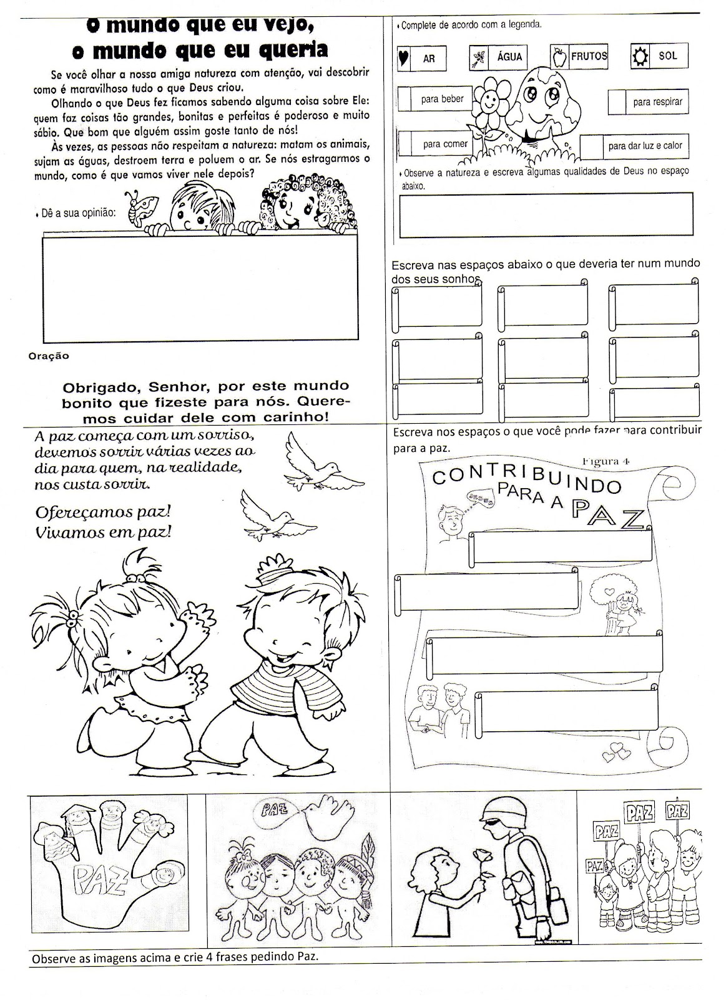 O mundo que eu vejo,
o mundo que eu queria
Se você olhar a nossa amiga natureza com atenção, vai descobrir
como é maravilhoso tudo o que Deus criou.
Olhando o que Deus fez ficamos sabendo alguma coisa sobre Ele:
quem faz coisas tão grandes, bonitas e perfeitas é poderoso e muito
sábio. Que bom que alguém assim goste tanto de nós!
Às vezes, as pessoas não respeitam a natureza: matam os animais,
sujam as águas, destroem terra e poluem o ar. Se nós estragarmos o
mundo, como é que vamos viver nele depois?
• Dê a sua opinião:
Oração
Obrigado, Senhor, por este mundo
bonito que fizeste para nós. Quere-
mos cuidar dele com carinho!
• Complete de acordo com a legenda.
AR
ÁGUA
FRUTOS
SOL
para beber
para respirar
para comer
para dar luz e calor
• Observe a natureza e escreva algumas qualidades de Deus no espaço
abaixo.
Escreva nas espaços abaixo o que deveria ter num mundo
dos seus sonhos
A paz começa com um sorriso,
devemos sorrir várias vezes ao
dia para quem, na realidade,
nos custa sorrir.
Ofereçamos paz!
Vivamos em paz!
Escreva nos espaços o que você pode fazer para contribuir
para a paz.
Figura 4
CONTRIBUINDO
PARA A PAZ
JESUS
PAZ
PAZ
PAZ
PAZ
PAZ
PAZ
Observe as imagens acima e crie 4 frases pedindo Paz.